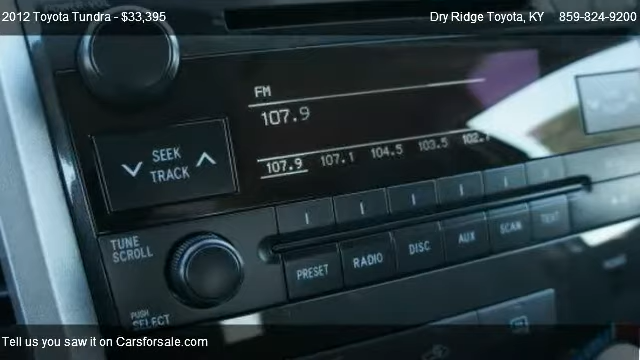 2012 Toyota Tundra - $33,395
Dry Ridge Toyota, KY 859-824-9200
FM
107.9
SEEK
TRACK
107.9 107.1 104.5 103.5 102.
TUNE
SCROLL
PRESET RADIO DISC AUX SCAN TEXT
PUSH
SELECT
Tell us you saw it on Carsforsale.com